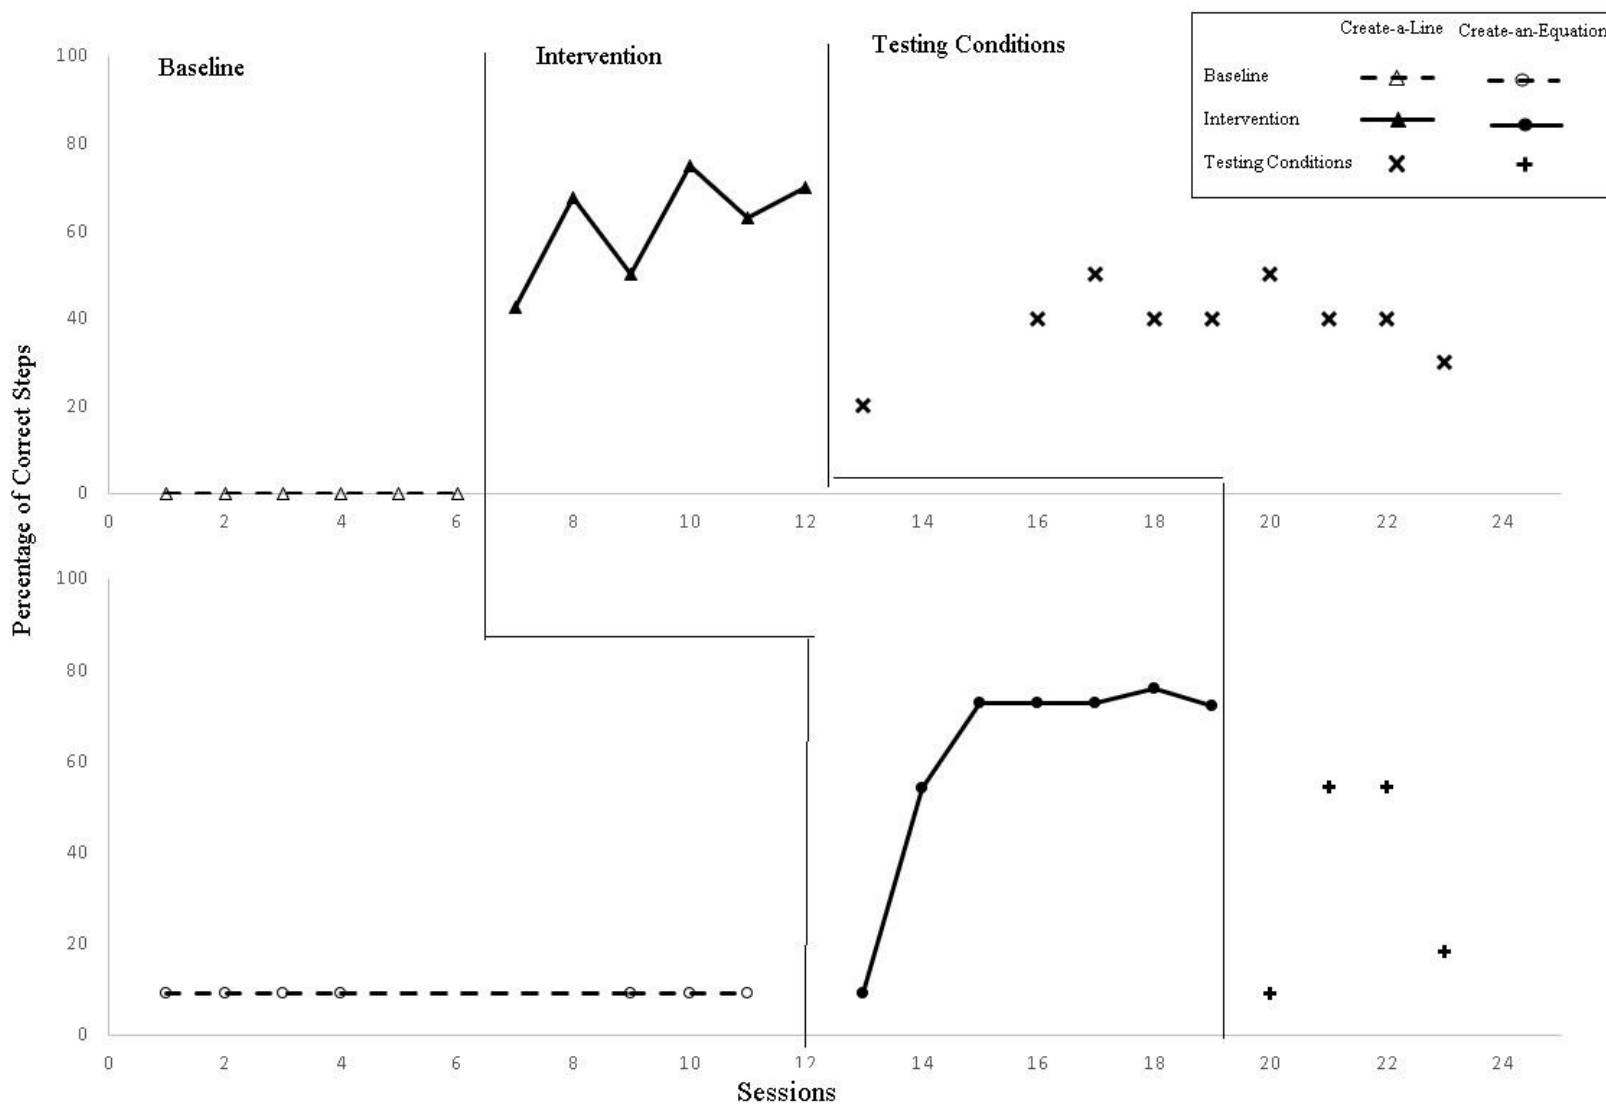 Create-a-Line Create-an-Equation
Baseline
Intervention
Testing Conditions
Baseline
Intervention
Testing Conditions
Percentage of Correct Steps
100
80
60
40
20
0
0 2 4 6 8 10 12 14 16 18 20 22 24
100
80
60
40
20
0
0 2 4 6 8 10 12 14 16 18 20 22 24
Sessions